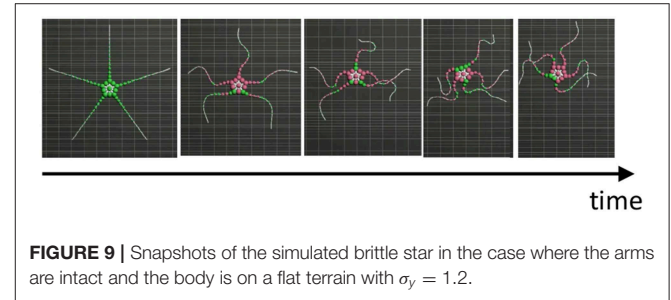 time
FIGURE 9 | Snapshots of the simulated brittle star in the case where the arms
are intact and the body is on a flat terrain with σy = 1.2.